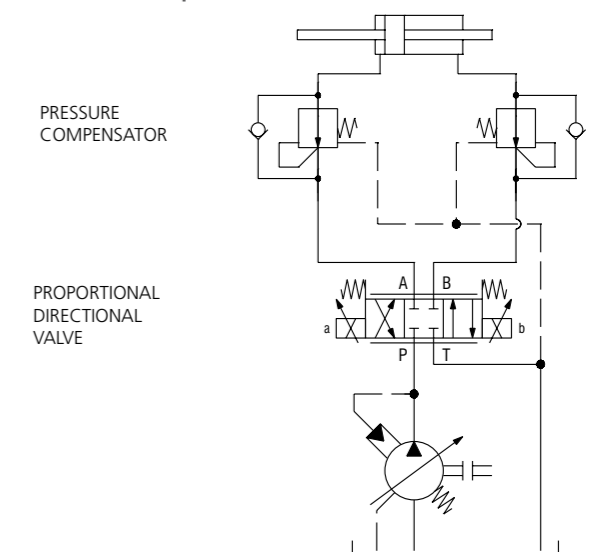 PRESSURE
COMPENSATOR
A B
PROPORTIONAL
DIRECTIONAL
VALVE
a b
P T